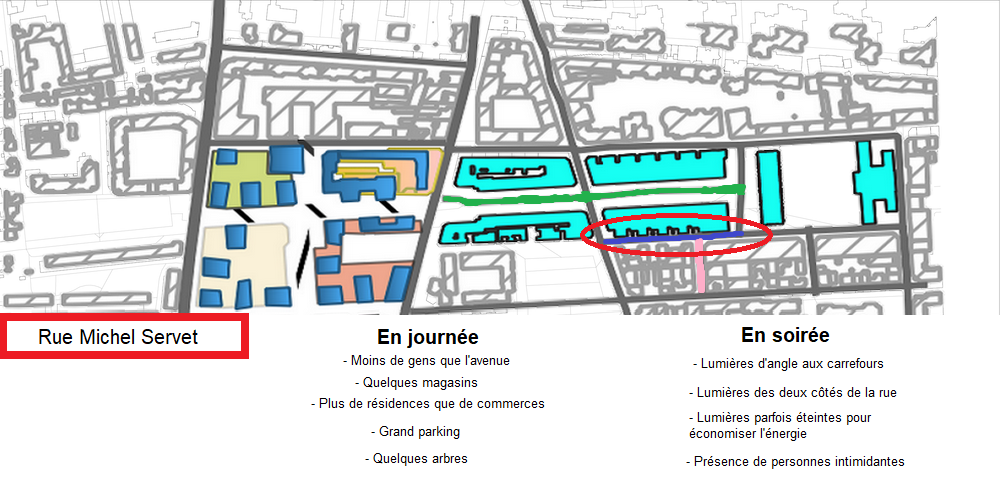 Rue Michel Servet
En journée
- Moins de gens que l'avenue
- Quelques magasins
- Plus de résidences que de commerces
- Grand parking
- Quelques arbres
En soirée
- Lumières d'angle aux carrefours
- Lumières des deux côtés de la rue
- Lumières parfois éteintes pour
économiser l'énergie
- Présence de personnes intimidantes